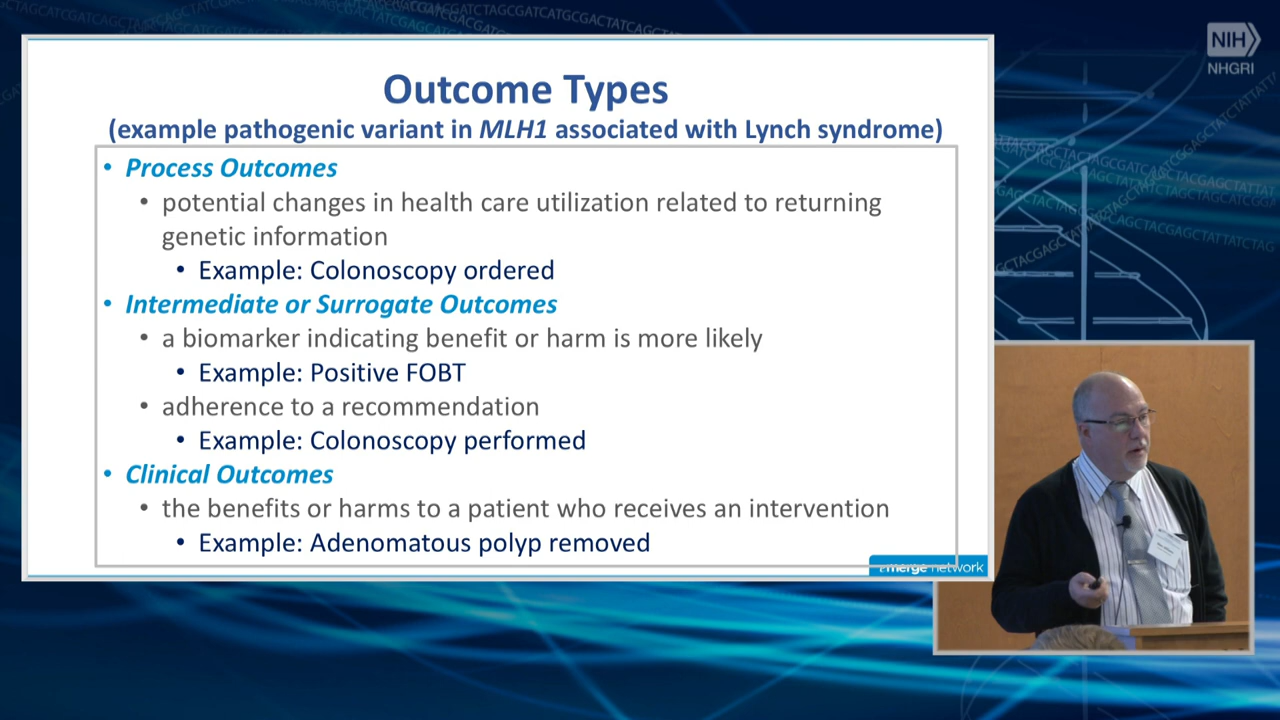 NIH
NHGRI
Outcome Types
(example pathogenic variant in MLH1 associated with Lynch syndrome)
• Process Outcomes
• potential changes in health care utilization related to returning
genetic information
• Example: Colonoscopy ordered
• Intermediate or Surrogate Outcomes
• a biomarker indicating benefit or harm is more likely
• Example: Positive FOBT
• adherence to a recommendation
• Example: Colonoscopy performed
• Clinical Outcomes
• the benefits or harms to a patient who receives an intervention
• Example: Adenomatous polyp removed
emerge network